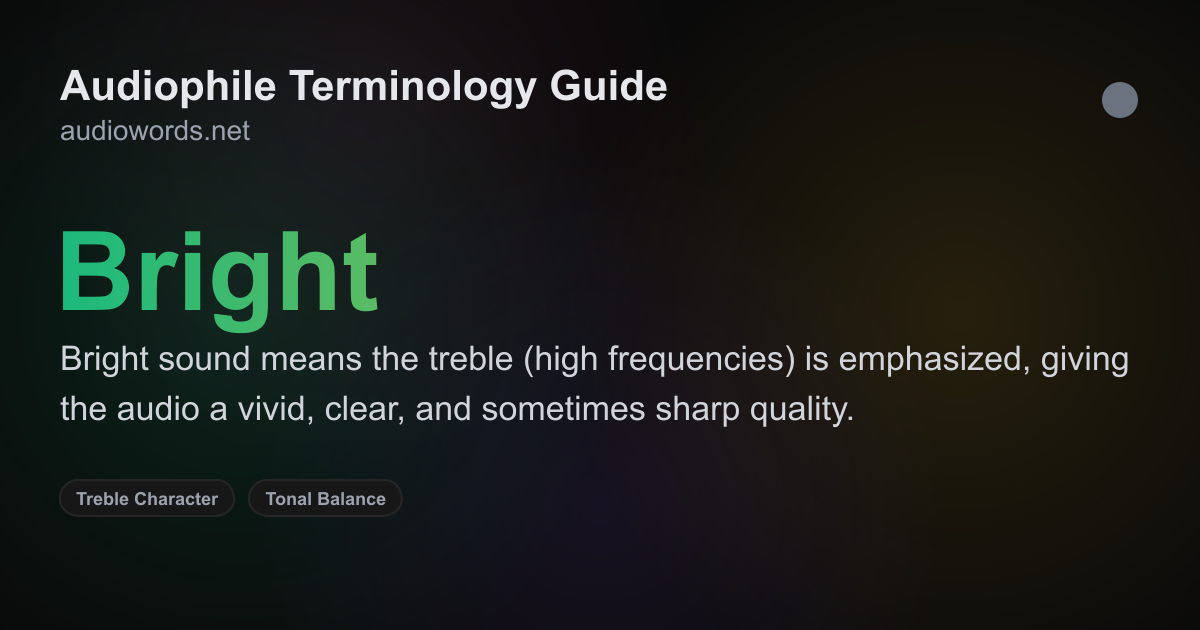 Audiophile Terminology Guide
audiowords.net
Bright
Bright sound means the treble (high frequencies) is emphasized, giving
the audio a vivid, clear, and sometimes sharp quality.
Treble Character
Tonal Balance